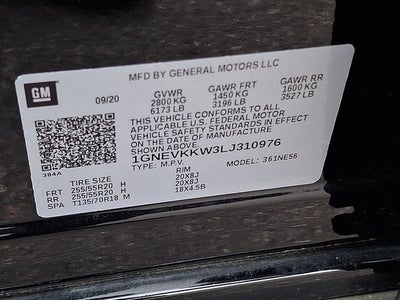 MFD BY GENERAL MOTORS LLC
GM
09/20
GVWR GAWR FRT GAWR RR
2800 KG 1450 KG 1600 KG
6173 LB 3196 LB 3527 LB
THIS VEHICLE CONFORMS TO ALL
APPLICABLE U.S. FEDERAL MOTOR
VEHICLE SAFETY STANDARDS IN EFFECT
ON THE DATE OF MANUFACTURE
SHOWN ABOVE.
1GNEVKKW3LJ310976
TYPE: M.P.V. MODEL: 361NE56
384A
TIRE SIZE RIM
FRT 255/55R20 H 20X8J
RR 255/55R20 H 20X8J
SPA T135/70R18 M 18X4.5B